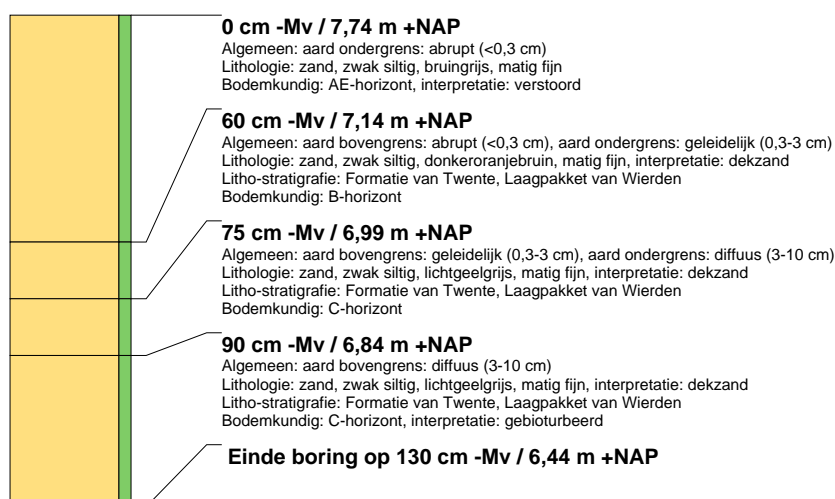 0 cm -Mv / 7,74 m +NAP
Algemeen: aard ondergrens: abrupt (<0,3 cm)
Lithologie: zand, zwak siltig, bruingrijs, matig fijn
Bodemkundig: AE-horizont, interpretatie: verstoord
60 cm -Mv / 7,14 m +NAP
Algemeen: aard bovengrens: abrupt (<0,3 cm), aard ondergrens: geleidelijk (0,3-3 cm)
Lithologie: zand, zwak siltig, donkeroranjebruin, matig fijn, interpretatie: dekzand
Litho-stratigrafie: Formatie van Twente, Laagpakket van Wierden
Bodemkundig: B-horizont
75 cm -Mv / 6,99 m +NAP
Algemeen: aard bovengrens: geleidelijk (0,3-3 cm), aard ondergrens: diffuus (3-10 cm)
Lithologie: zand, zwak siltig, lichtgeelgrijs, matig fijn, interpretatie: dekzand
Litho-stratigrafie: Formatie van Twente, Laagpakket van Wierden
Bodemkundig: C-horizont
90 cm -Mv / 6,84 m +NAP
Algemeen: aard bovengrens: diffuus (3-10 cm)
Lithologie: zand, zwak siltig, lichtgeelgrijs, matig fijn, interpretatie: dekzand
Litho-stratigrafie: Formatie van Twente, Laagpakket van Wierden
Bodemkundig: C-horizont, interpretatie: gebioturbeerd
Einde boring op 130 cm -Mv / 6,44 m +NAP